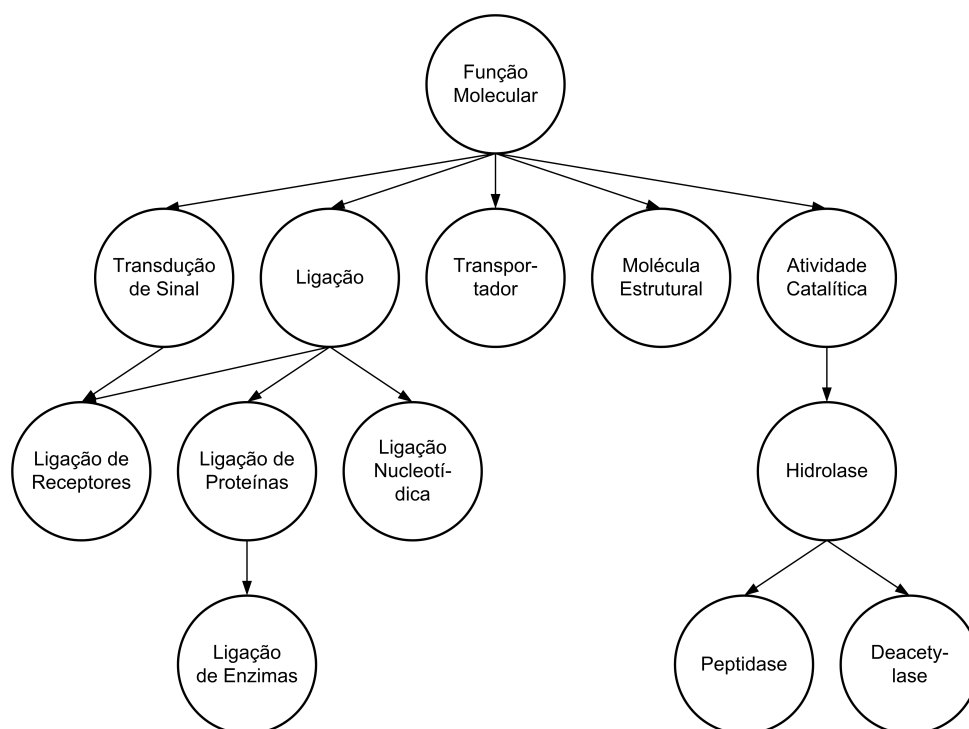 Função
Molecular
Transdução
de Sinal
Ligação
Transpor-
tador
Molécula
Estrutural
Atividade
Catalítica
Ligação de
Receptores
Ligação de
Proteínas
Ligação
Nucleotí-
dica
Hidrolase
Ligação
de Enzimas
Peptidase
Deacety-
lase